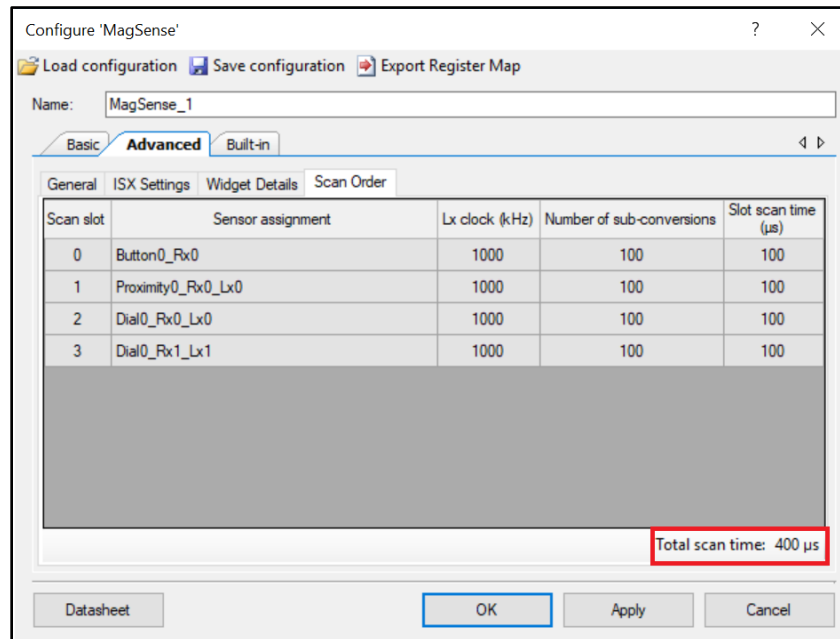 Configure 'MagSense'
?
Load configuration Save configuration Export Register Map
Name: MagSense_1
Basic Advanced Built-in
General ISX Settings Widget Details Scan Order
Scan slot Sensor assignment Lx clock (kHz) Number of sub-conversions Slot scan time (µs)
0 Button0_Rx0 1000 100 100
1 Proximity0_Rx0_Lx0 1000 100 100
2 Dial0_Rx0_Lx0 1000 100 100
3 Dial0_Rx1_Lx1 1000 100 100
Total scan time: 400 µs
Datasheet OK Apply Cancel